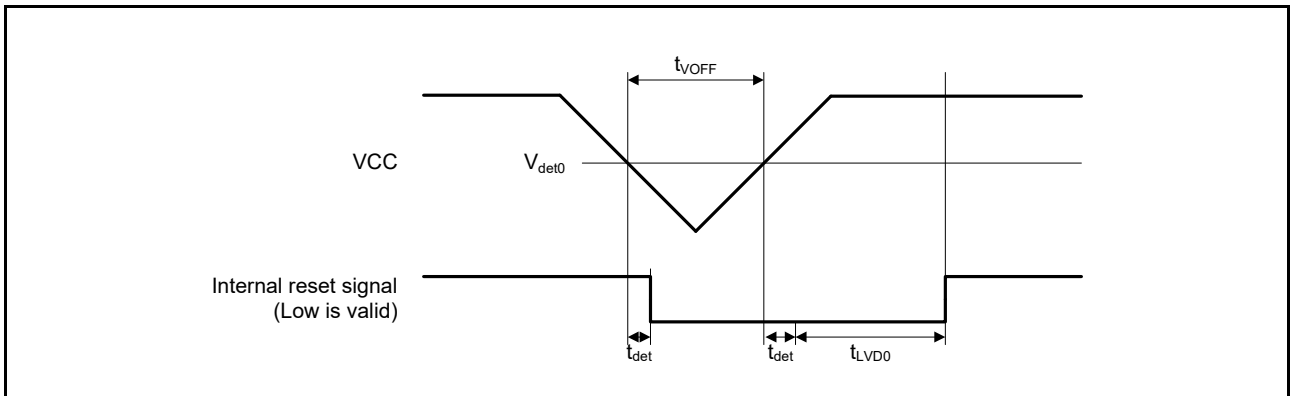 tVOFF
VCC
Vdet0
Internal reset signal
(Low is valid)
tdet
tdet
tLVD0